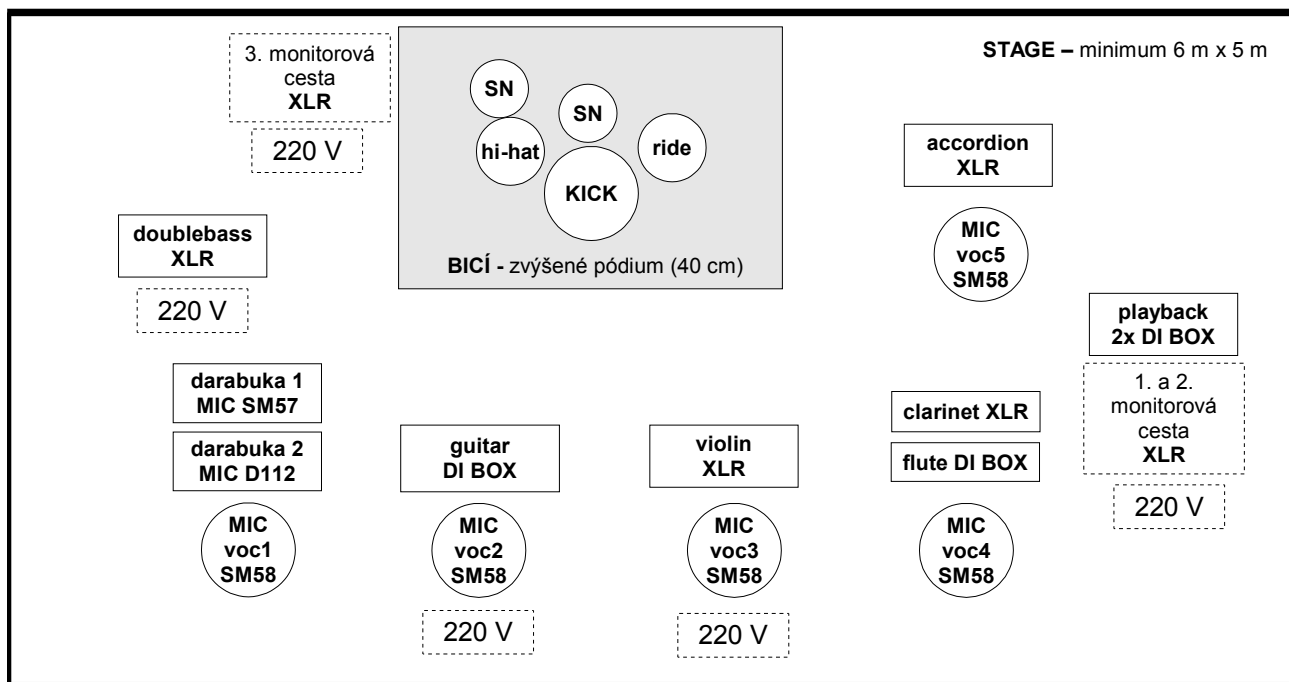 3. monitorová
cesta
XLR
220 V
SN
SN
hi-hat
ride
KICK
BICÍ - zvýšené pódium (40 cm)
STAGE – minimum 6 m x 5 m
accordion
XLR
MIC
voc5
SM58
doublebass
XLR
220 V
playback
2x DI BOX
1. a 2.
monitorová
cesta
XLR
220 V
darabuka 1
MIC SM57
darabuka 2
MIC D112
MIC
voc1
SM58
guitar
DI BOX
MIC
voc2
SM58
220 V
violin
XLR
MIC
voc3
SM58
220 V
clarinet XLR
flute DI BOX
MIC
voc4
SM58